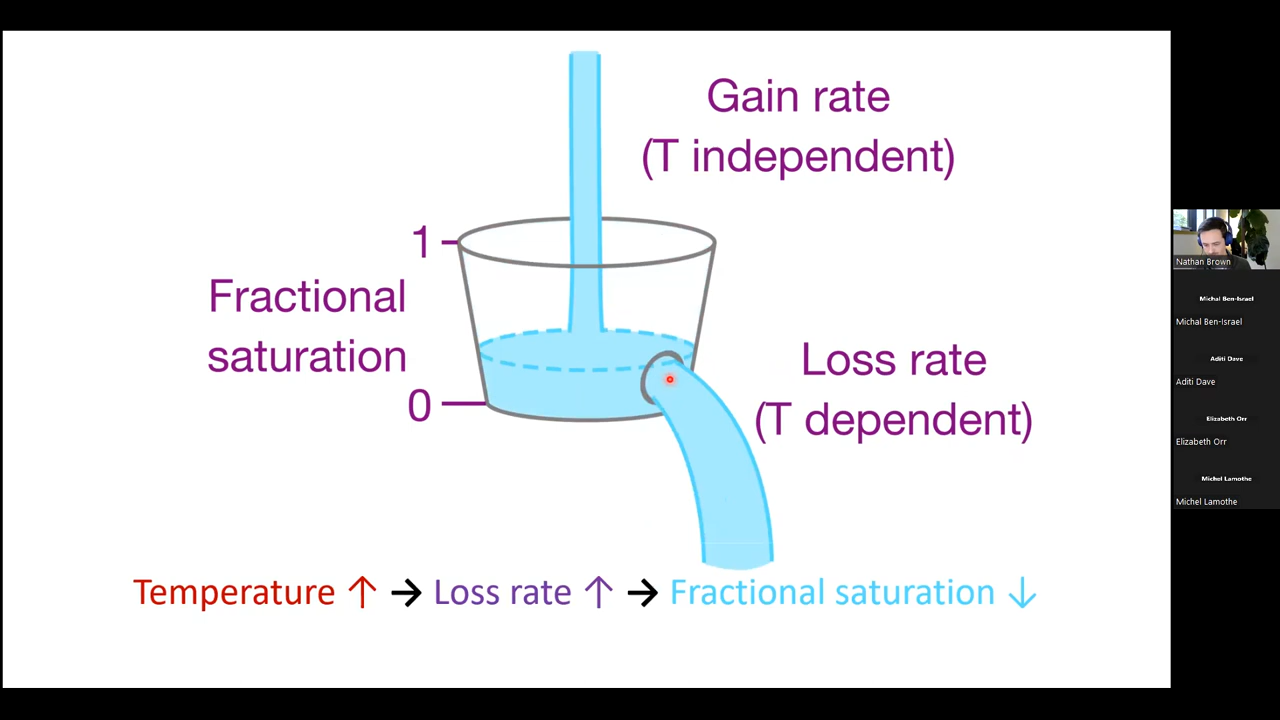 Gain rate
(T independent)
1
Fractional
saturation
0
Loss rate
(T dependent)
Temperature ↑ → Loss rate ↑ → Fractional saturation ↓
Nathan Brown
Michal Ben-Israel
Michal Ben-Israel
Aditi Dave
Aditi Dave
Elizabeth Orr
Elizabeth Orr
Michel Lamothe
Michel Lamothe